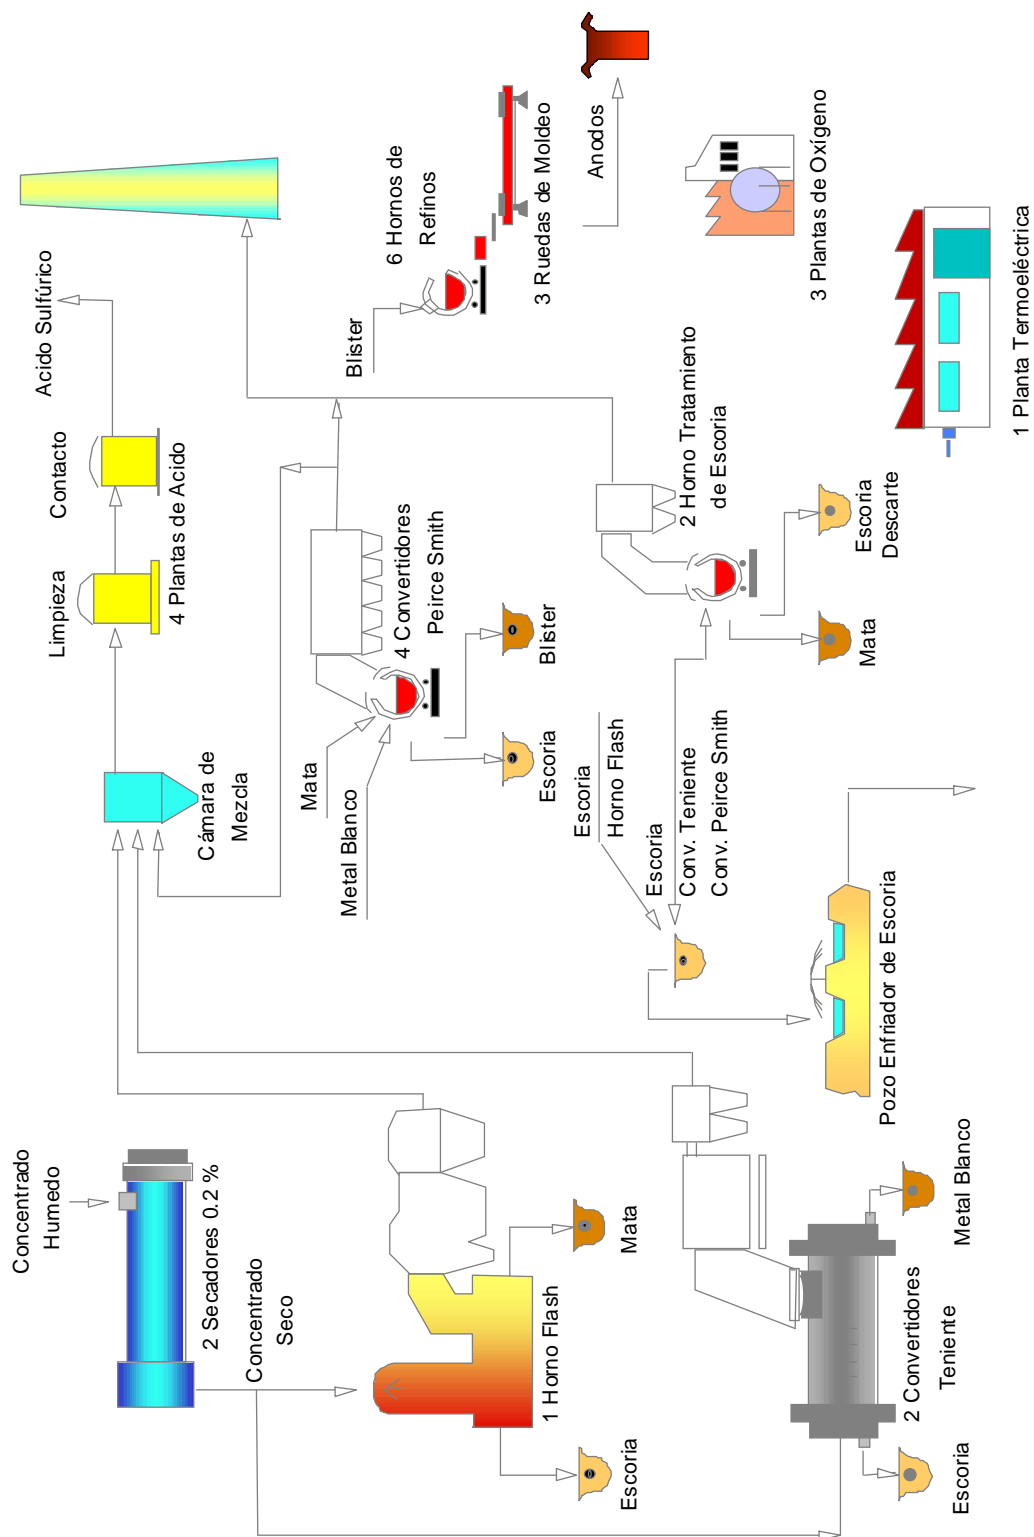 Concentrado
Humedo
2 Secadores 0.2 %
Concentrado
Seco
1 Horno Flash
Escoria
Mata
2 Convertidores
Teniente
Escoria
Metal Blanco
Cámara de
Mezcla
Limpieza
Contacto
4 Plantas de Acido
Acido Sulfúrico
Mata
Metal Blanco
4 Convertidores
Peirce Smith
Escoria
Blister
Escoria
Horno Flash
Escoria
Conv. Teniente
Conv. Peirce Smith
Pozo Enfriador de Escoria
2 Horno Tratamiento
de Escoria
Mata
Escoria
Descarte
Blister
6 Hornos de
Refinos
3 Ruedas de Moldeo
Anodos
3 Plantas de Oxígeno
1 Planta Termoeléctrica